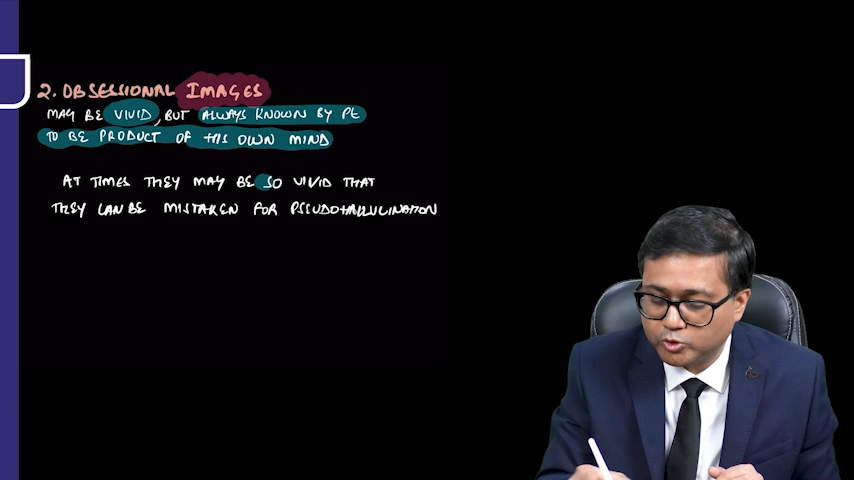 2. OBSESSIONAL IMAGES
MAY BE VIVID, BUT ALWAYS KNOWN BY PT
TO BE PRODUCT OF HIS OWN MIND
AT TIMES THEY MAY BE SO VIVID THAT
THEY CAN BE MISTAKEN FOR PSEUDOHALLUCINATION